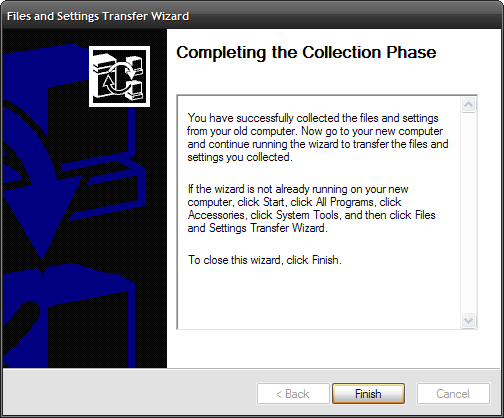 Files and Settings Transfer Wizard
Completing the Collection Phase
You have successfully collected the files and settings
from your old computer. Now go to your new computer
and continue running the wizard to transfer the files and
settings you collected.
If the wizard is not already running on your new
computer, click Start, click All Programs, click
Accessories, click System Tools, and then click Files
and Settings Transfer Wizard.
To close this wizard, click Finish.
< Back Finish Cancel